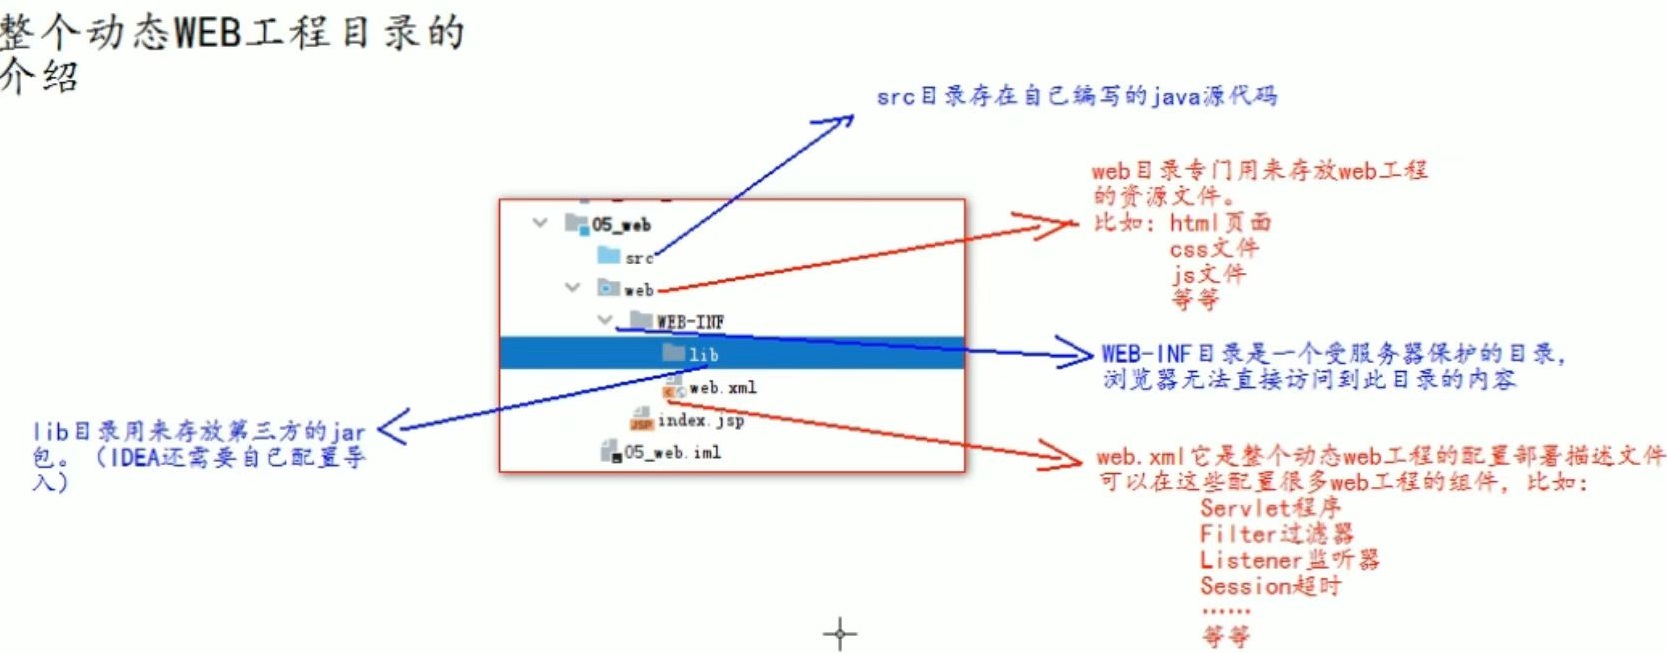 整个动态WEB工程目录的
介绍
src目录存在自己编写的java源代码
web目录专门用来存放web工程
的资源文件。
比如：html页面
css文件
js文件
等等
05_web
src
web
WEB-INF
lib
web.xml
index.jsp
05_web.iml
WEB-INF目录是一个受服务器保护的目录，
浏览器无法直接访问到此目录的内容
lib目录用来存放第三方的jar
包。（IDEA还需要自己配置导
入）
web.xml它是整个动态web工程的配置部署描述文件
可以在这些配置很多web工程的组件，比如：
Servlet程序
Filter过滤器
Listener监听器
Session超时
……
等等